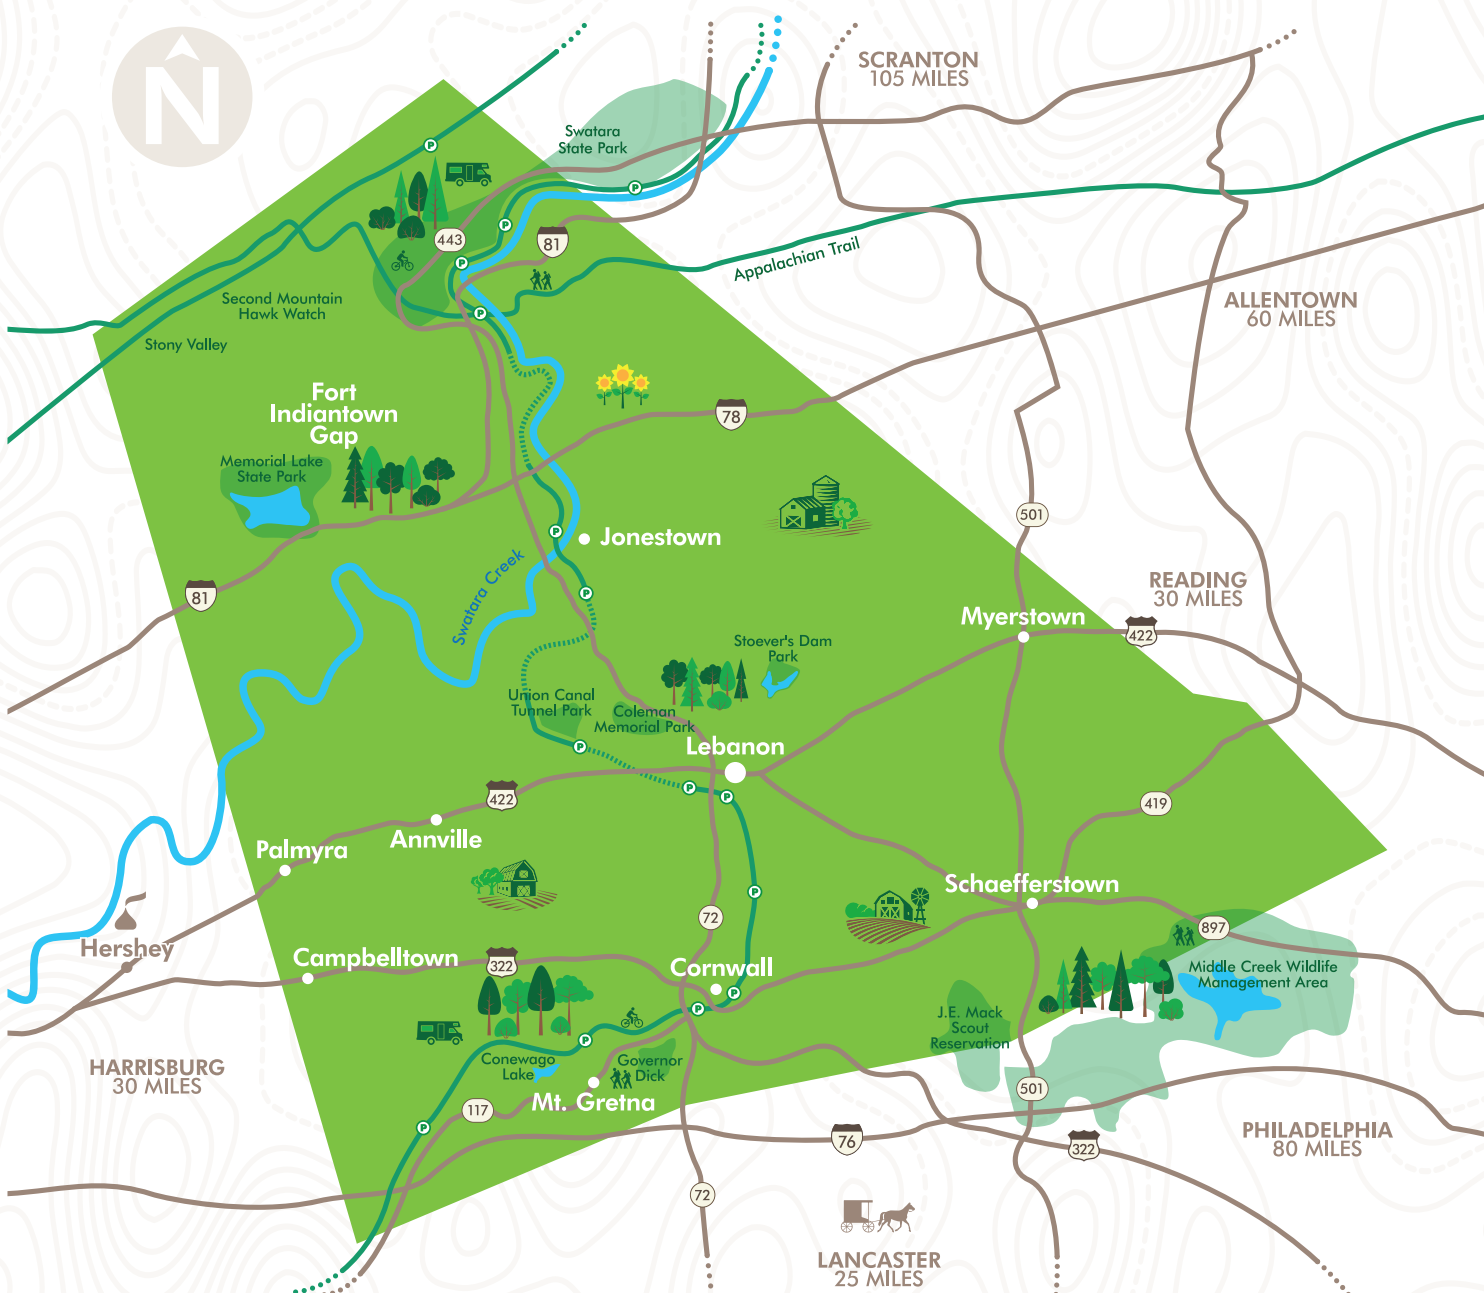 N
SCRANTON
105 MILES
Swatara
State Park
P
P
P
443
81
P
Appalachian Trail
Second Mountain
Hawk Watch
P
ALLENTOWN
60 MILES
Stony Valley
Fort
Indiantown
Gap
78
Memorial Lake
State Park
501
P
Jonestown
Swatara Creek
81
P
READING
30 MILES
Myerstown
422
Stoever's Dam
Park
Union Canal
Tunnel Park
Coleman
Memorial Park
P
Lebanon
422
P
P
419
Annville
Palmyra
P
Schaefferstown
72
897
Hershey
Campbelltown
322
Cornwall
Middle Creek Wildlife
Management Area
P
P
J.E. Mack
Scout
Reservation
P
Conewago
Lake
Governor
Dick
HARRISBURG
30 MILES
501
Mt. Gretna
117
P
76
322
PHILADELPHIA
80 MILES
72
LANCASTER
25 MILES